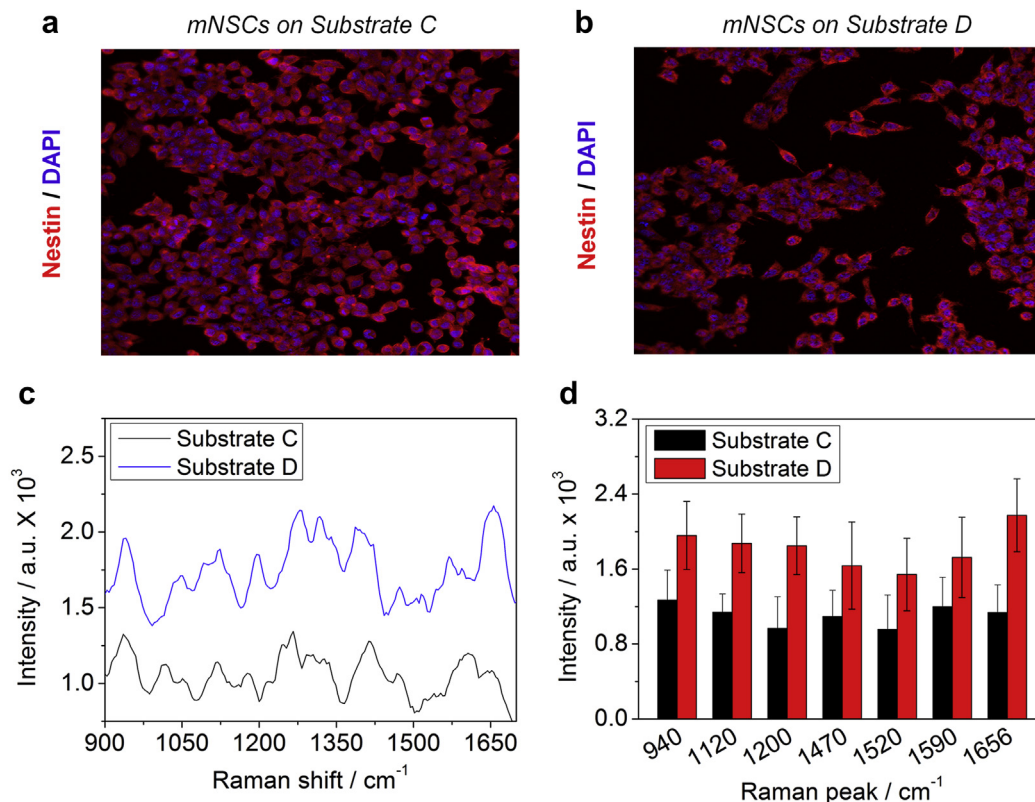 a
mNSCs on Substrate C
b
mNSCs on Substrate D
Nestin / DAPI
Nestin / DAPI
c
Substrate C
Substrate D
2.5
2.0
1.5
1.0
Intensity / a.u. X 10³
900 1050 1200 1350 1500 1650
Raman shift / cm⁻¹
d
Substrate C
Substrate D
3.2
2.4
1.6
0.8
0.0
Intensity / a.u. x 10³
940 1120 1200 1470 1520 1590 1656
Raman peak / cm⁻¹